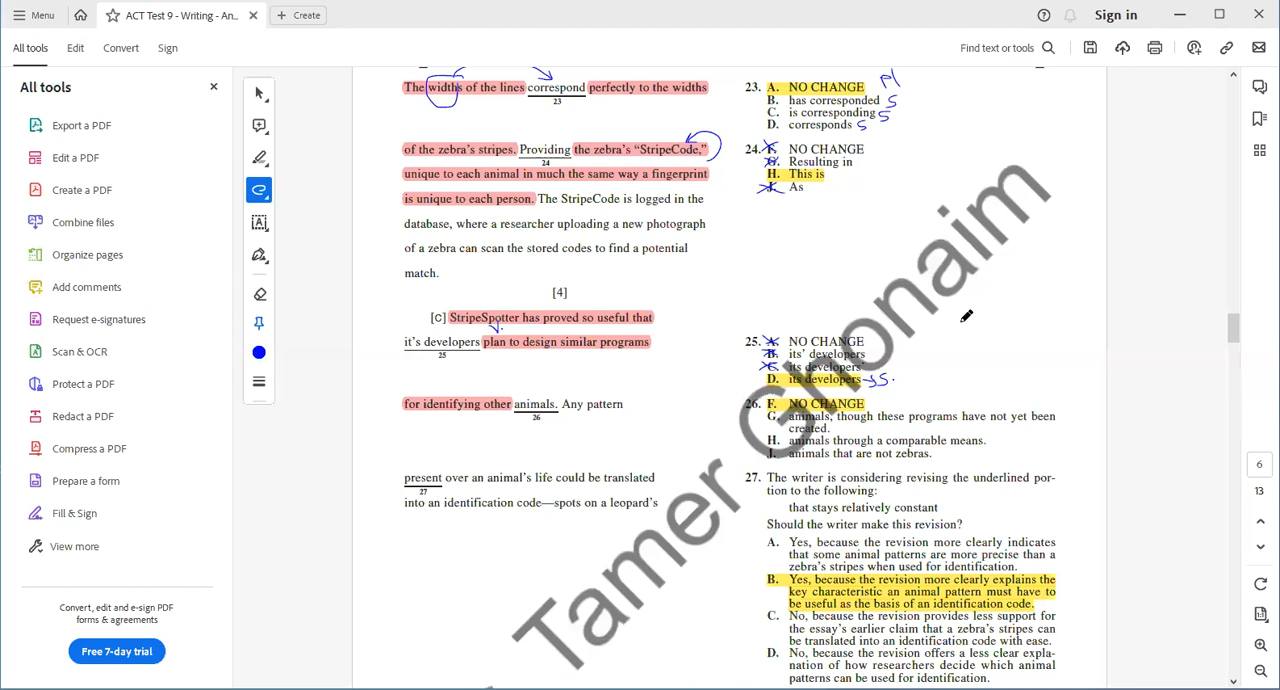 Menu
ACT Test 9 - Writing - An...
Create
Sign in
All tools
Edit
Convert
Sign
Find text or tools
All tools
Export a PDF
Edit a PDF
Create a PDF
Combine files
Organize pages
Add comments
Request e-signatures
Scan & OCR
Protect a PDF
Redact a PDF
Compress a PDF
Prepare a form
Fill & Sign
View more
Convert, edit and e-sign PDF
forms & agreements
Free 7-day trial
The widths of the lines correspond perfectly to the widths
23
of the zebra's stripes. Providing the zebra's “StripeCode,”
24
unique to each animal in much the same way a fingerprint
is unique to each person. The StripeCode is logged in the
database, where a researcher uploading a new photograph
of a zebra can scan the stored codes to find a potential
match.
[4]
[C] StripeSpotter has proved so useful that
it's developers plan to design similar programs
25
for identifying other animals. Any pattern
26
present over an animal's life could be translated
27
into an identification code—spots on a leopard's
23. A. NO CHANGE pl
B. has corresponded S
C. is corresponding S
D. corresponds S
24. F. NO CHANGE
G. Resulting in
H. This is
J. As
25. A. NO CHANGE
B. its' developers
C. its developers'
D. its developers → S.
26. F. NO CHANGE
G. animals, though these programs have not yet been
created.
H. animals through a comparable means.
J. animals that are not zebras.
27. The writer is considering revising the underlined por-
tion to the following:
that stays relatively constant
Should the writer make this revision?
A. Yes, because the revision more clearly indicates
that some animal patterns are more precise than a
zebra's stripes when used for identification.
B. Yes, because the revision more clearly explains the
key characteristic an animal pattern must have to
be useful as the basis of an identification code.
C. No, because the revision provides less support for
the essay's earlier claim that a zebra's stripes can
be translated into an identification code with ease.
D. No, because the revision offers a less clear expla-
nation of how researchers decide which animal
patterns can be used for identification.
Tamer Ghonaim
6
13